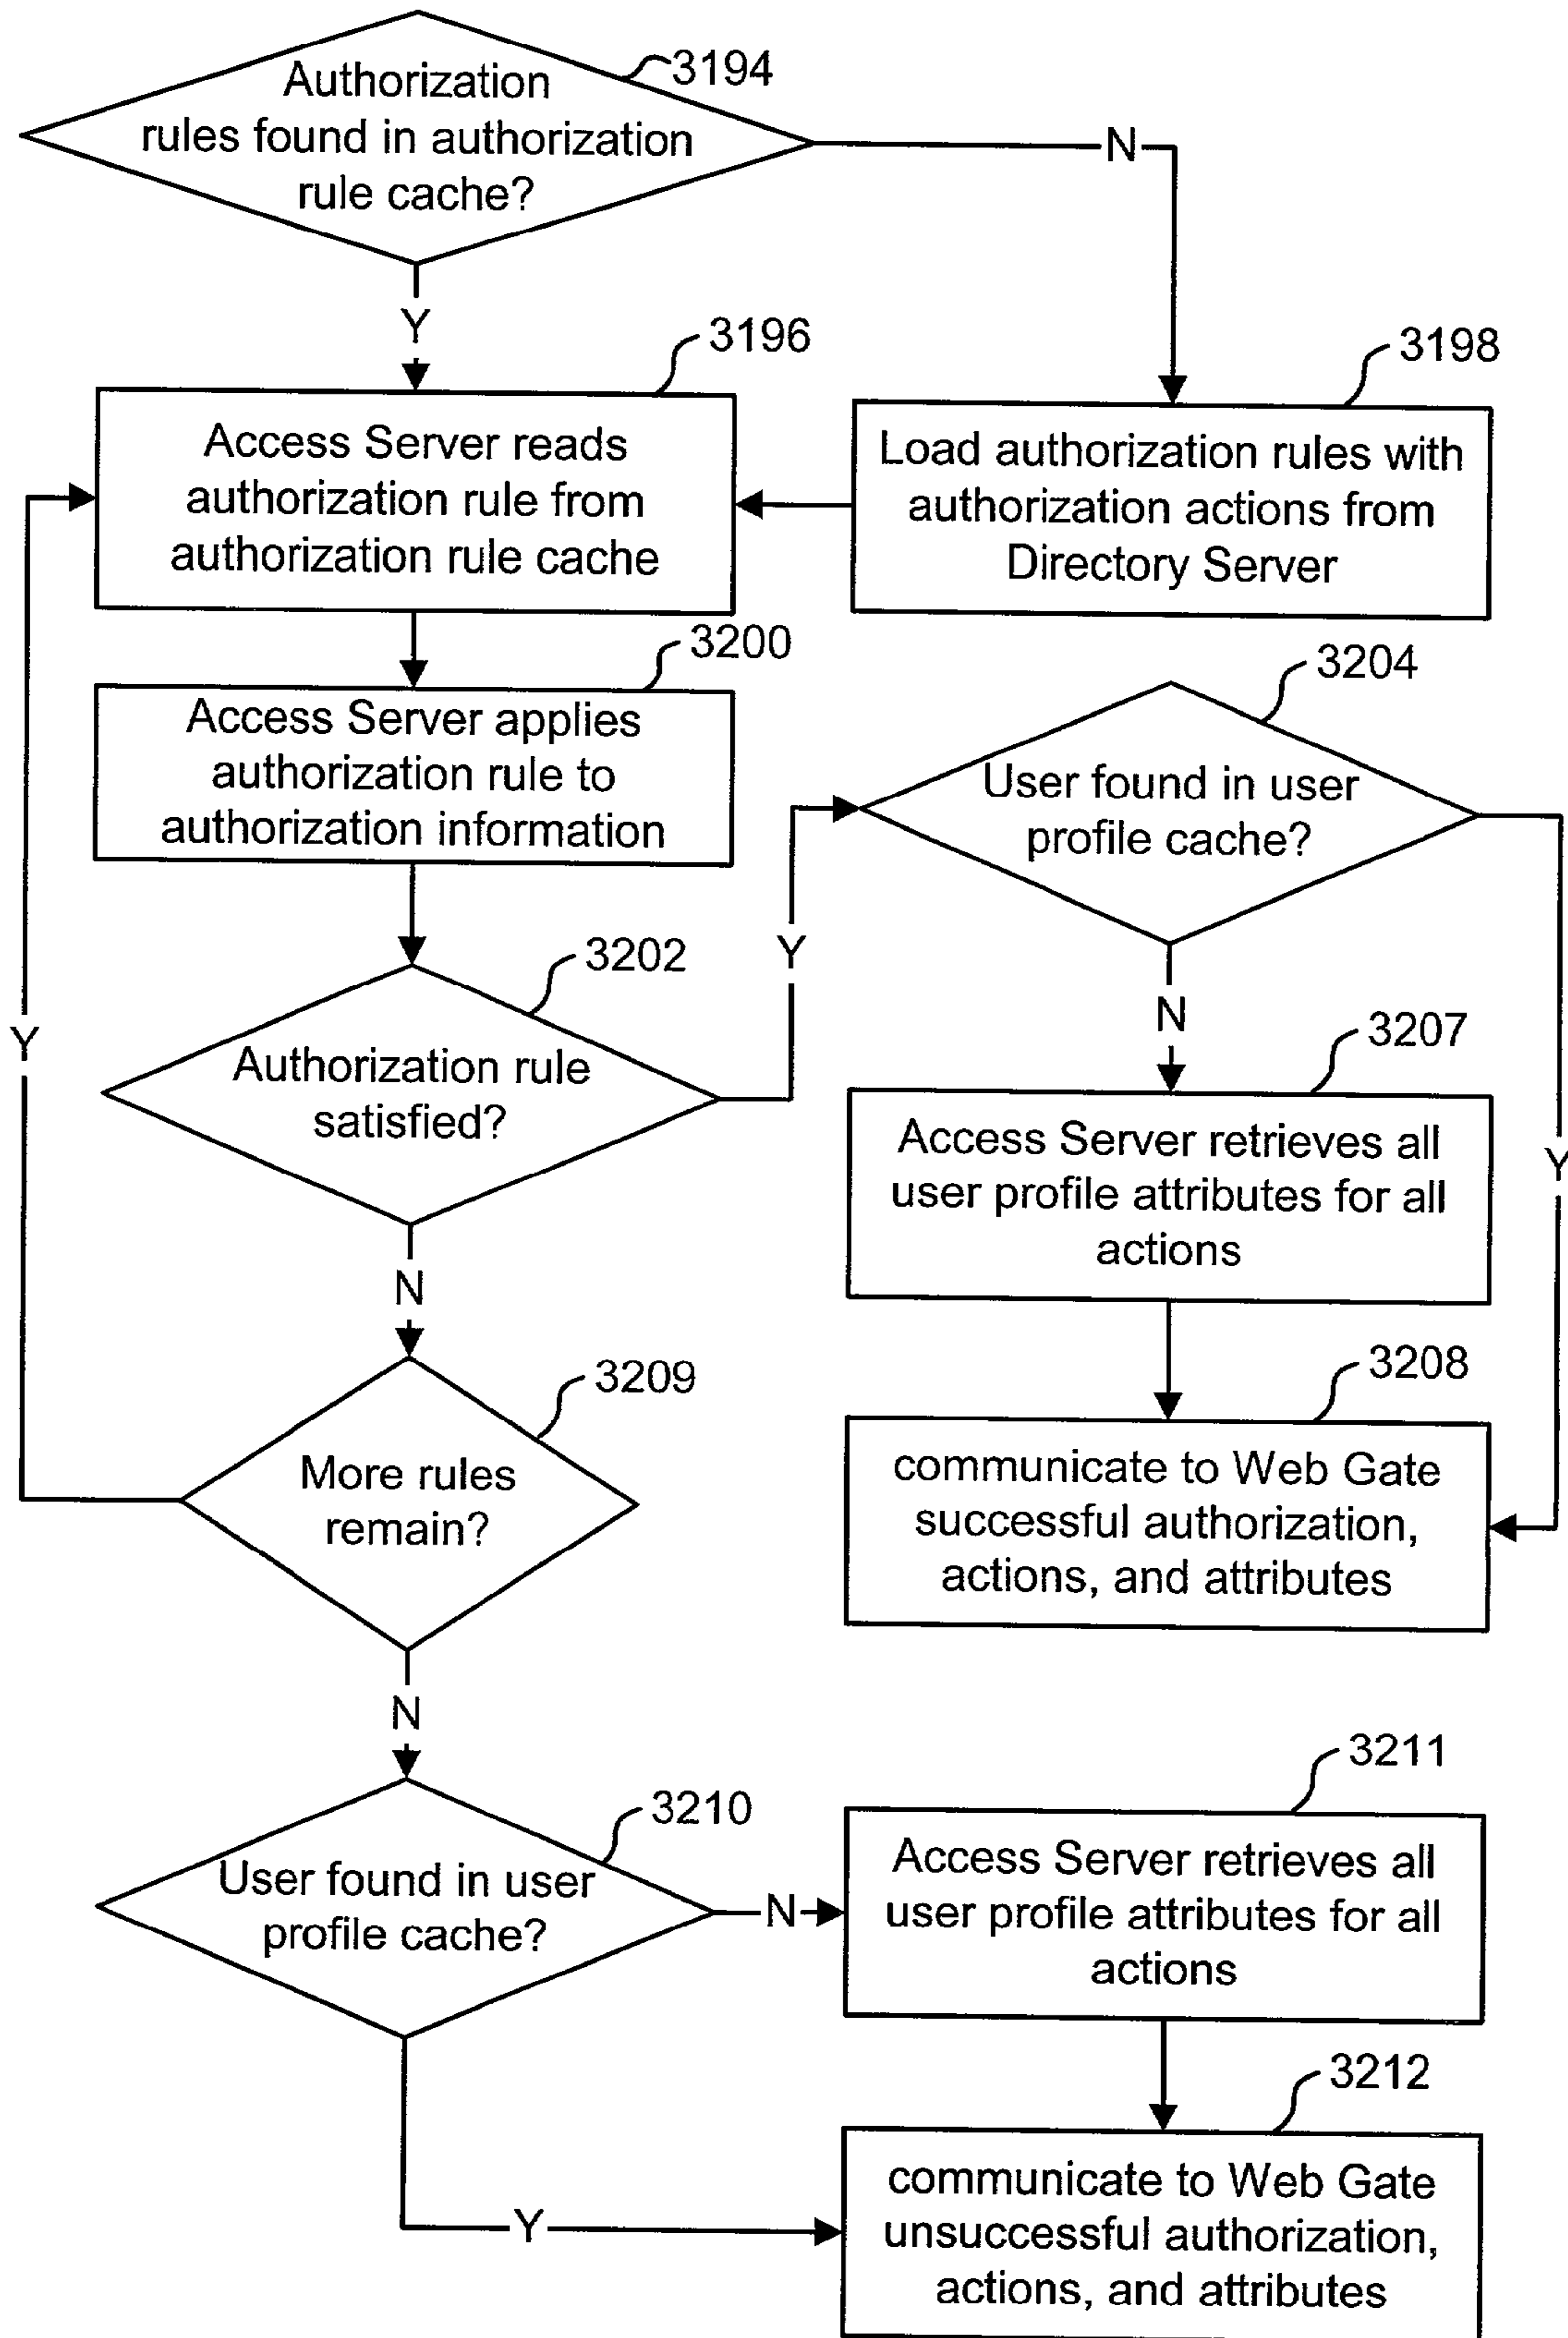 Authorization
rules found in authorization
rule cache?
3194
N
Y
3196
Access Server reads
authorization rule from
authorization rule cache
3198
Load authorization rules with
authorization actions from
Directory Server
3200
Access Server applies
authorization rule to
authorization information
3204
User found in user
profile cache?
Y
N
Y
3202
Authorization rule
satisfied?
Y
N
3207
Access Server retrieves all
user profile attributes for all
actions
3208
communicate to Web Gate
successful authorization,
actions, and attributes
3209
More rules
remain?
N
3210
User found in user
profile cache?
N
Y
3211
Access Server retrieves all
user profile attributes for all
actions
3212
communicate to Web Gate
unsuccessful authorization,
actions, and attributes